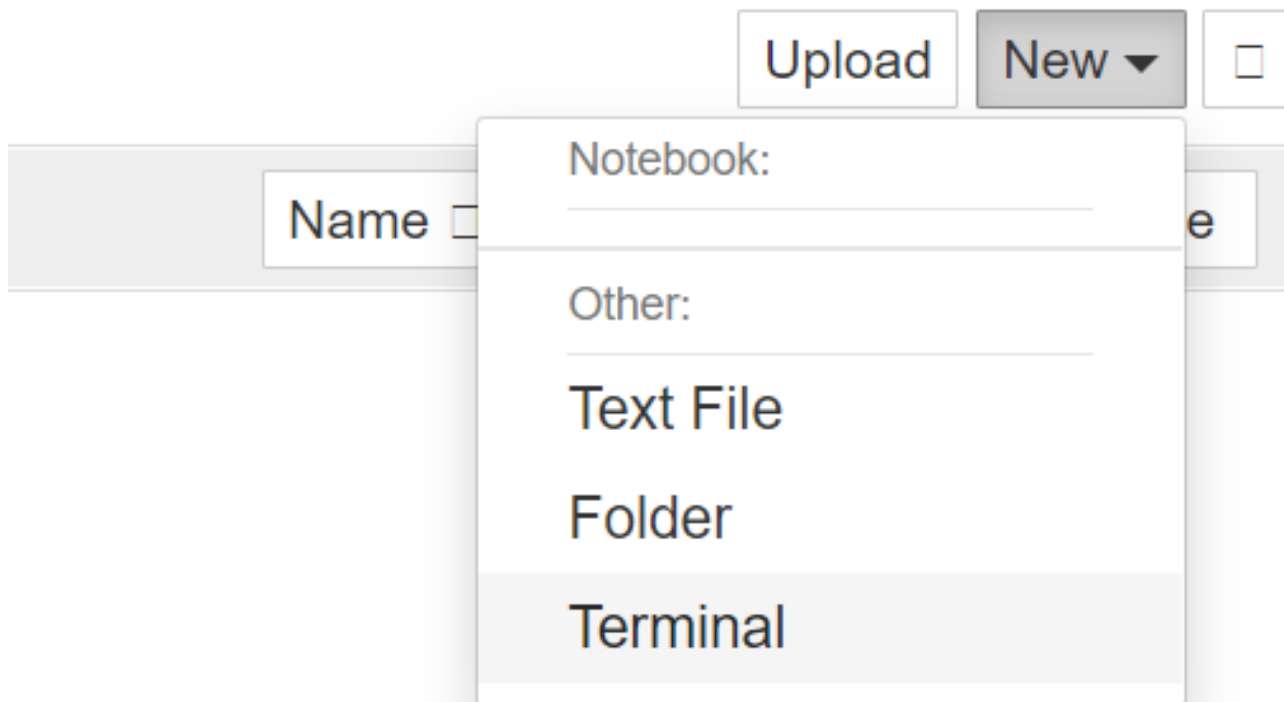 Upload New
Notebook:
Name e
Other:
Text File
Folder
Terminal